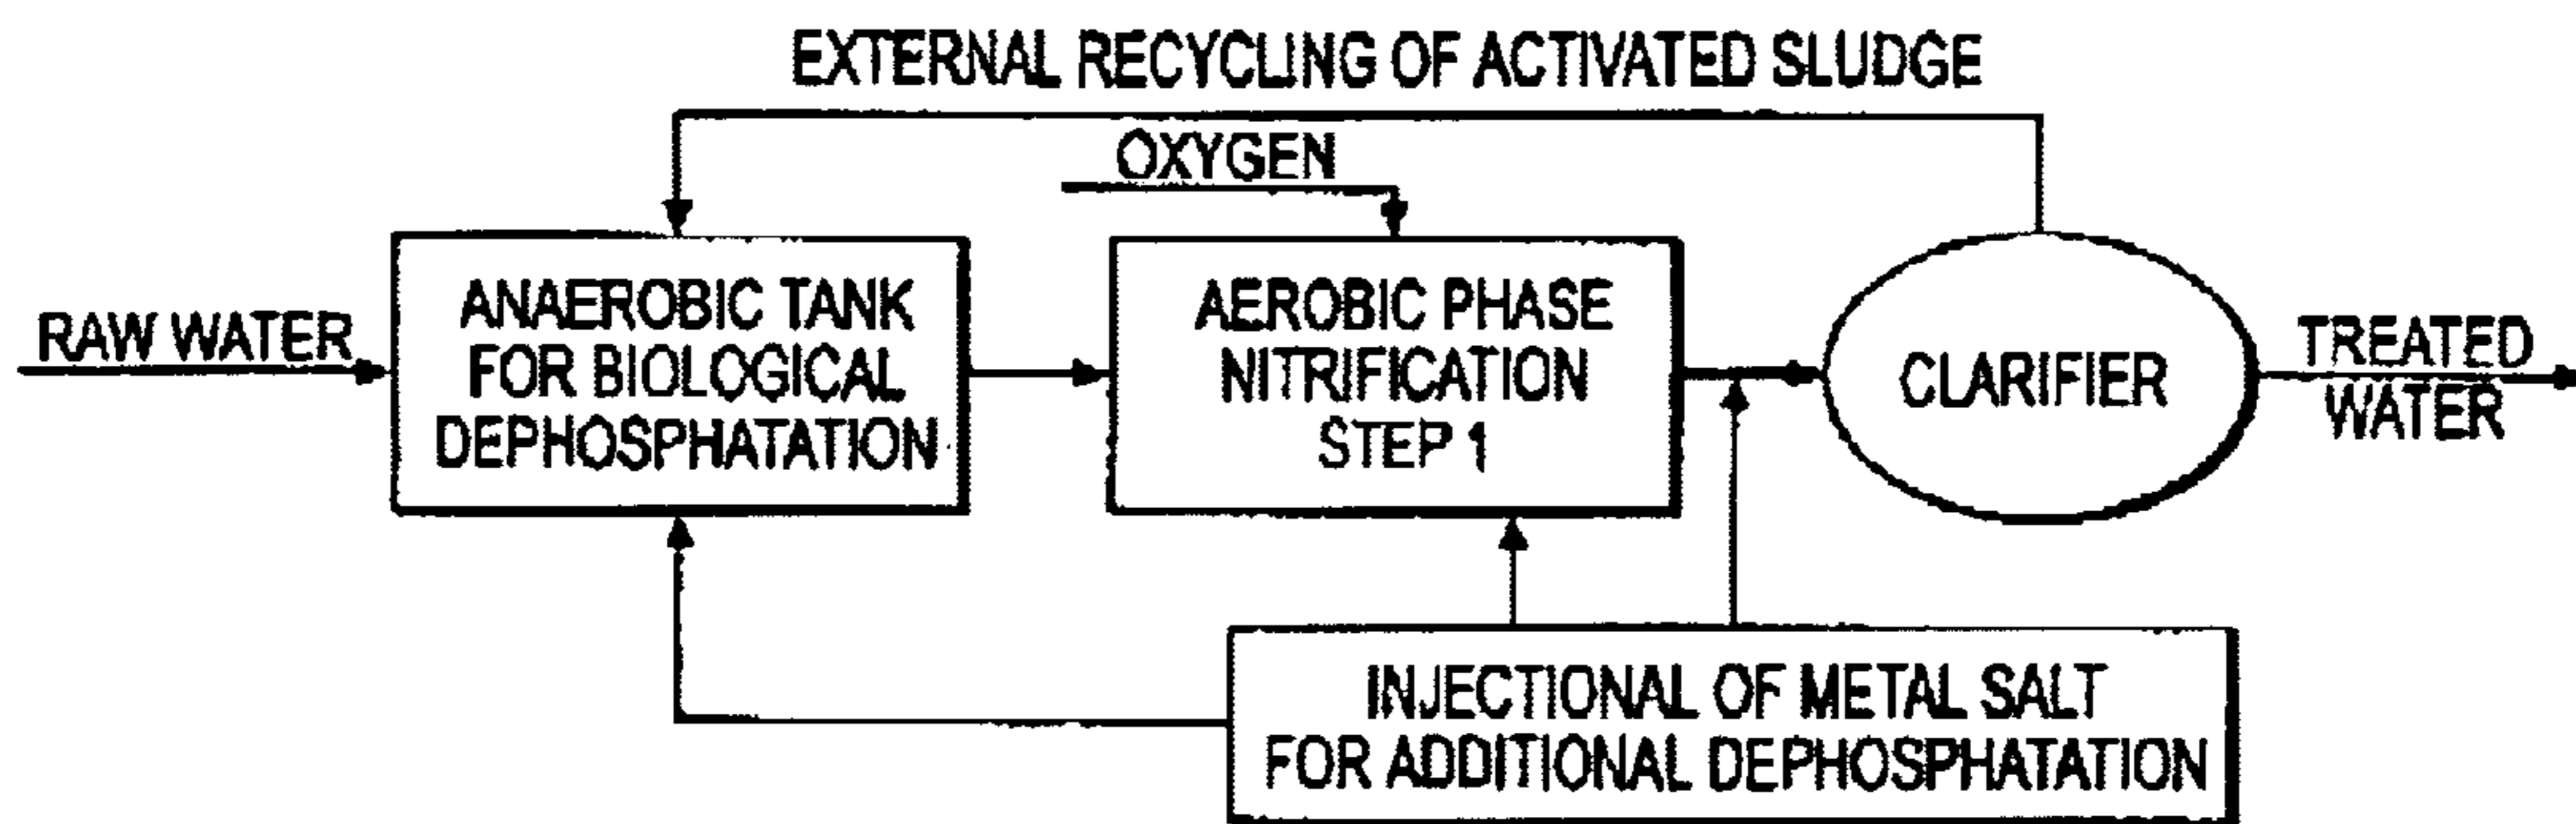 EXTERNAL RECYCLING OF ACTIVATED SLUDGE
OXYGEN
RAW WATER
ANAEROBIC TANK
FOR BIOLOGICAL
DEPHOSPHATATION
AEROBIC PHASE
NITRIFICATION
STEP 1
CLARIFIER
TREATED
WATER
INJECTIONAL OF METAL SALT
FOR ADDITIONAL DEPHOSPHATATION